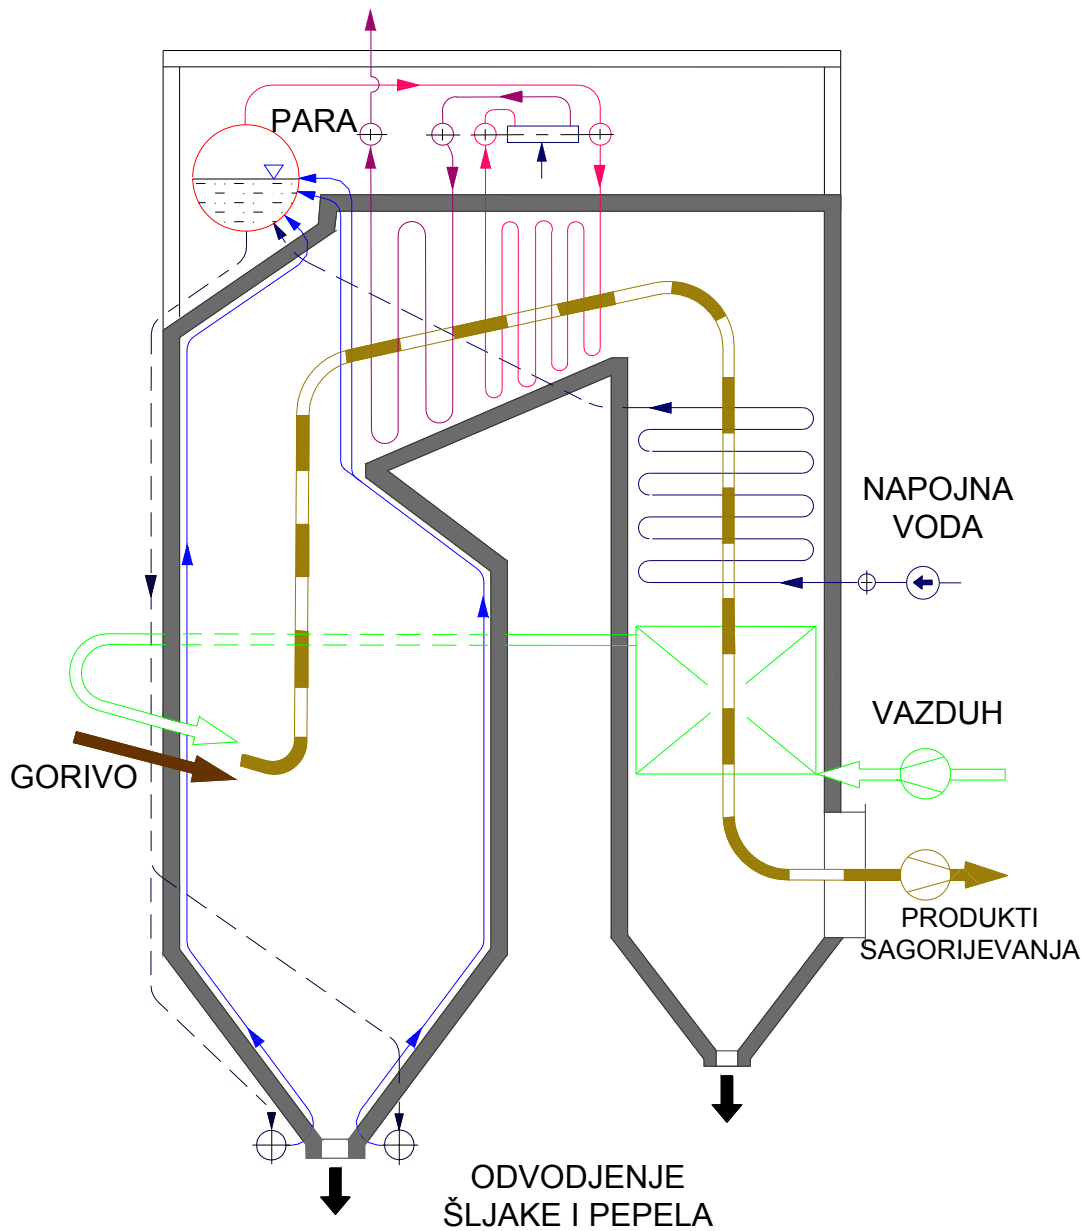 PARA
NAPOJNA
VODA
VAZDUH
GORIVO
PRODUKTI
SAGORIJEVANJA
ODVODJENJE
ŠLJAKE I PEPELA